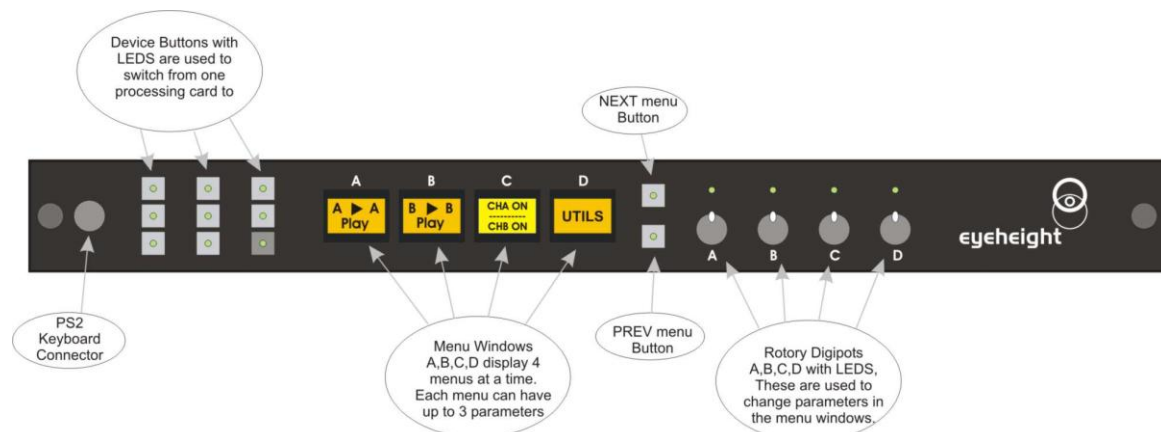 Device Buttons with
LEDS are used to
switch from one
processing card to
NEXT menu
Button
A
B
C
D
A ▶ A
Play
B ▶ B
Play
CHA ON
----------
CHB ON
UTILS
A
B
C
D
eyeheight
PS2
Keyboard
Connector
Menu Windows
A,B,C,D display 4
menus at a time.
Each menu can have
up to 3 parameters
PREV menu
Button
Rotory Digipots
A,B,C,D with LEDS,
These are used to
change parameters in
the menu windows.